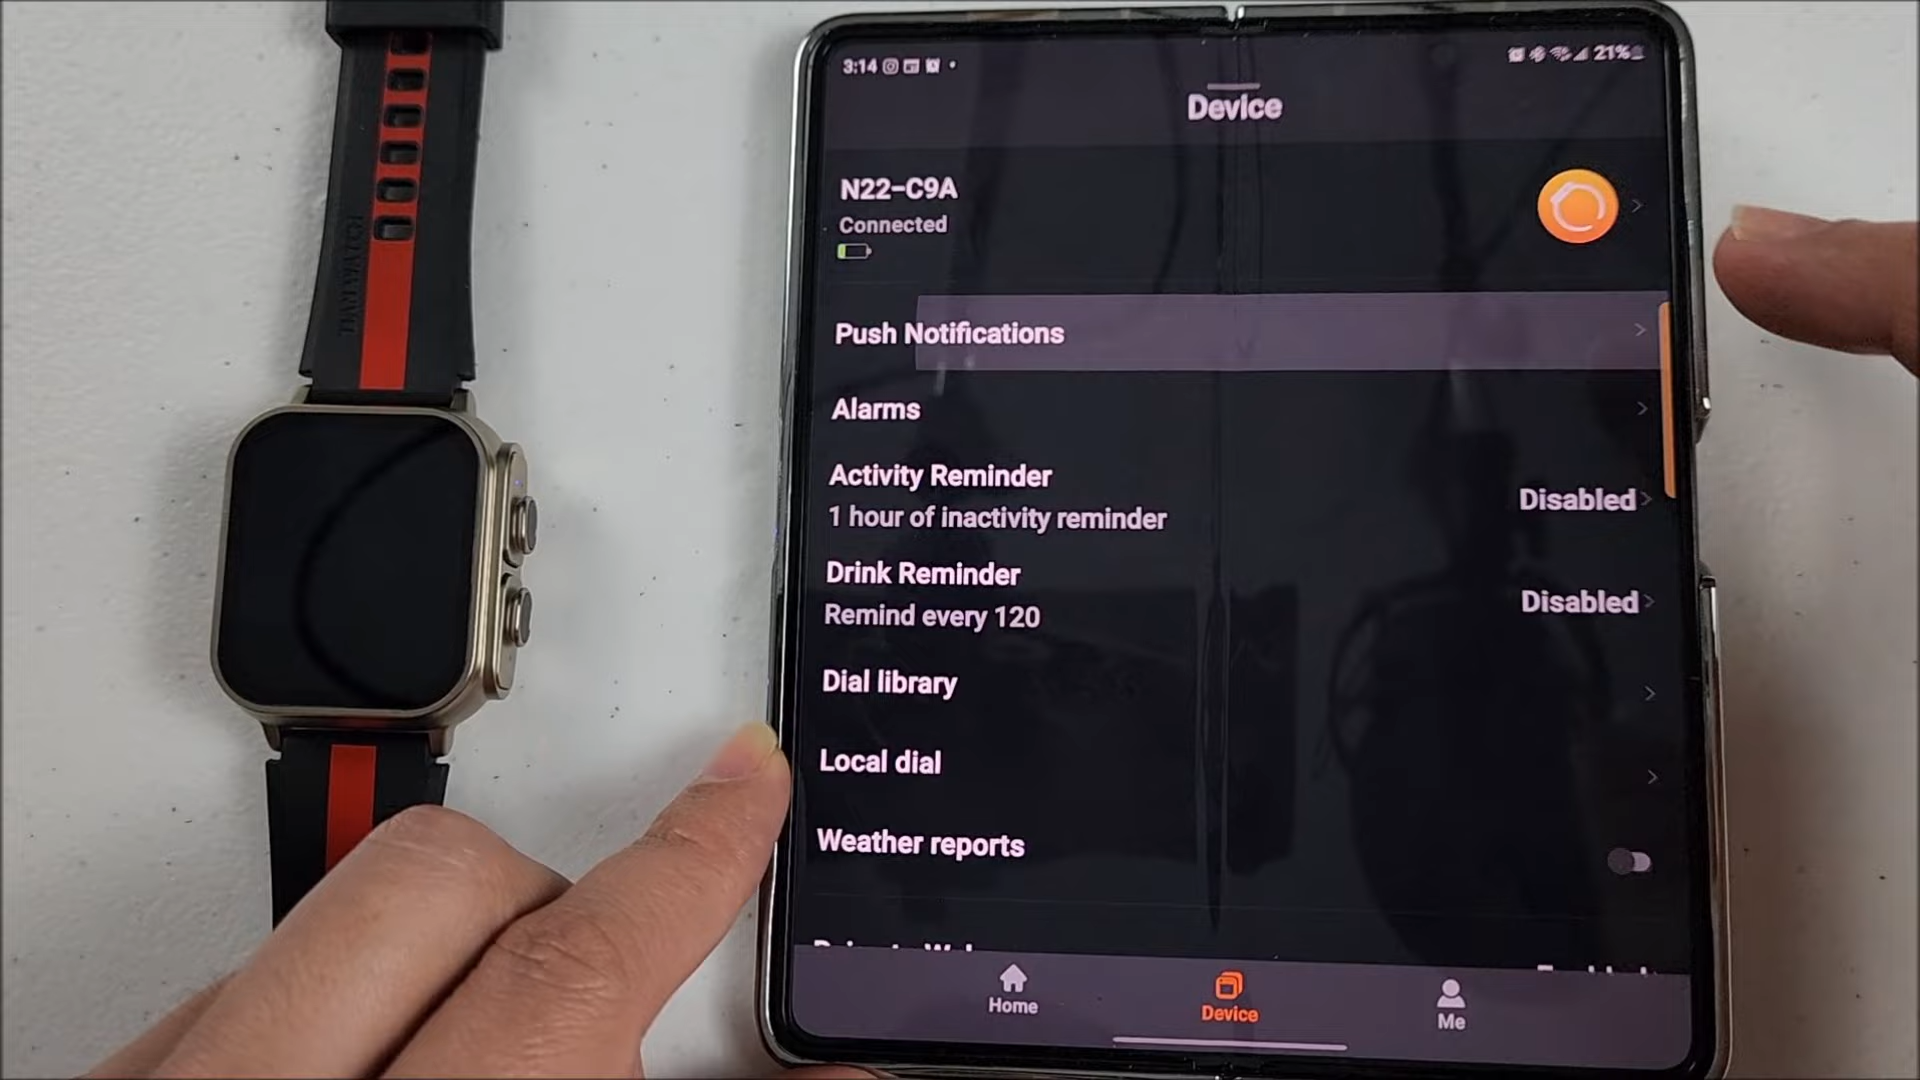 3:14
21%
Device
N22-C9A
Connected
Push Notifications
Alarms
Activity Reminder
1 hour of inactivity reminder
Disabled
Drink Reminder
Remind every 120
Disabled
Dial library
Local dial
Weather reports
Home
Device
Me